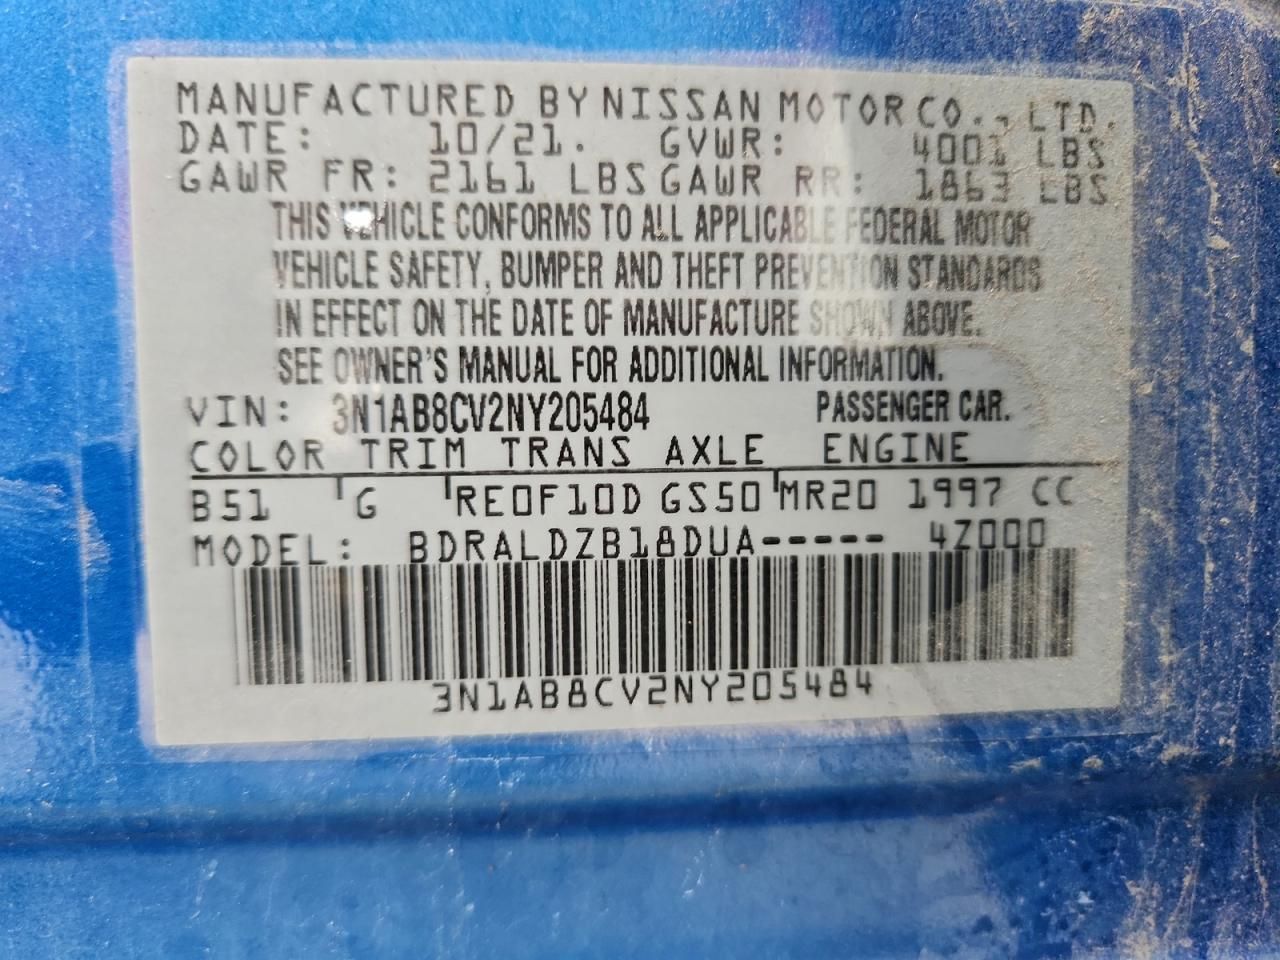 MANUFACTURED BY NISSAN MOTOR CO., LTD.
DATE: 10/21. GVWR: 4001 LBS
GAWR FR: 2161 LBS GAWR RR: 1863 LBS
THIS VEHICLE CONFORMS TO ALL APPLICABLE FEDERAL MOTOR
VEHICLE SAFETY, BUMPER AND THEFT PREVENTION STANDARDS
IN EFFECT ON THE DATE OF MANUFACTURE SHOWN ABOVE.
SEE OWNER'S MANUAL FOR ADDITIONAL INFORMATION.
VIN: 3N1AB8CV2NY205484 PASSENGER CAR.
COLOR TRIM TRANS AXLE ENGINE
B51 G RE0F10D GS50 MR20 1997 CC
MODEL: BDRALDZB18DUA----- 4Z000
3N1AB8CV2NY205484